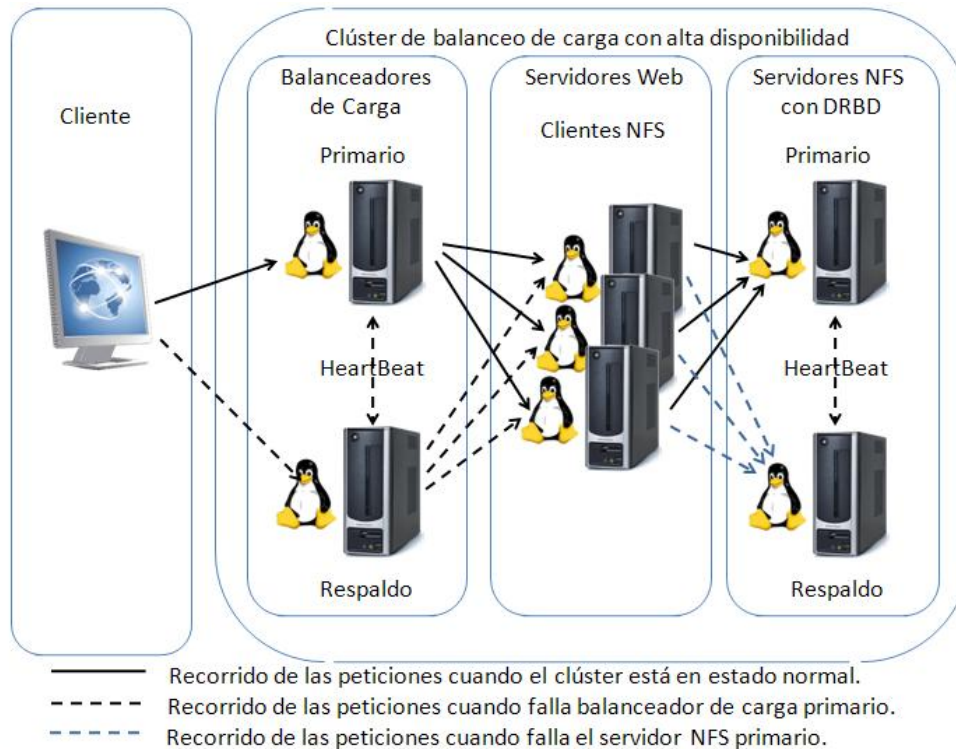 Clúster de balanceo de carga con alta disponibilidad
Cliente
Balanceadores
de Carga
Primario
HeartBeat
Respaldo
Servidores Web
Clientes NFS
Servidores NFS
con DRBD
Primario
HeartBeat
Respaldo
Recorrido de las peticiones cuando el clúster está en estado normal.
Recorrido de las peticiones cuando falla balanceador de carga primario.
Recorrido de las peticiones cuando falla el servidor NFS primario.